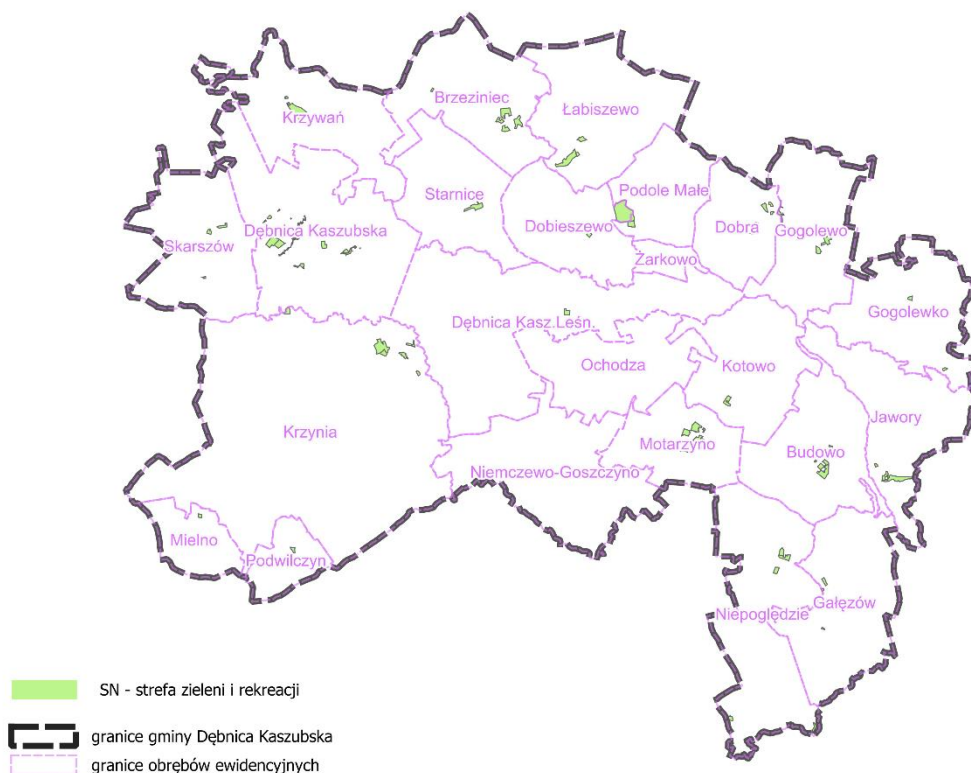 Brzeziniec
Łabiszewo
Krzywań
Starnice
Podole Małe
Dębnica Kaszubska
Skarszów
Dobieszewo
Dobra
Gogolewo
Żarkowo
Gogolewko
Dębnica Kasz.Leśn.
Ochodza
Kotowo
Jawory
Krzynia
Motarzyno
Budowo
Niemczewo-Goszczyno
Mielno
Podwilczyn
Gałęzów
Niepoględzie
SN - strefa zieleni i rekreacji
granice gminy Dębnica Kaszubska
granice obrębów ewidencyjnych